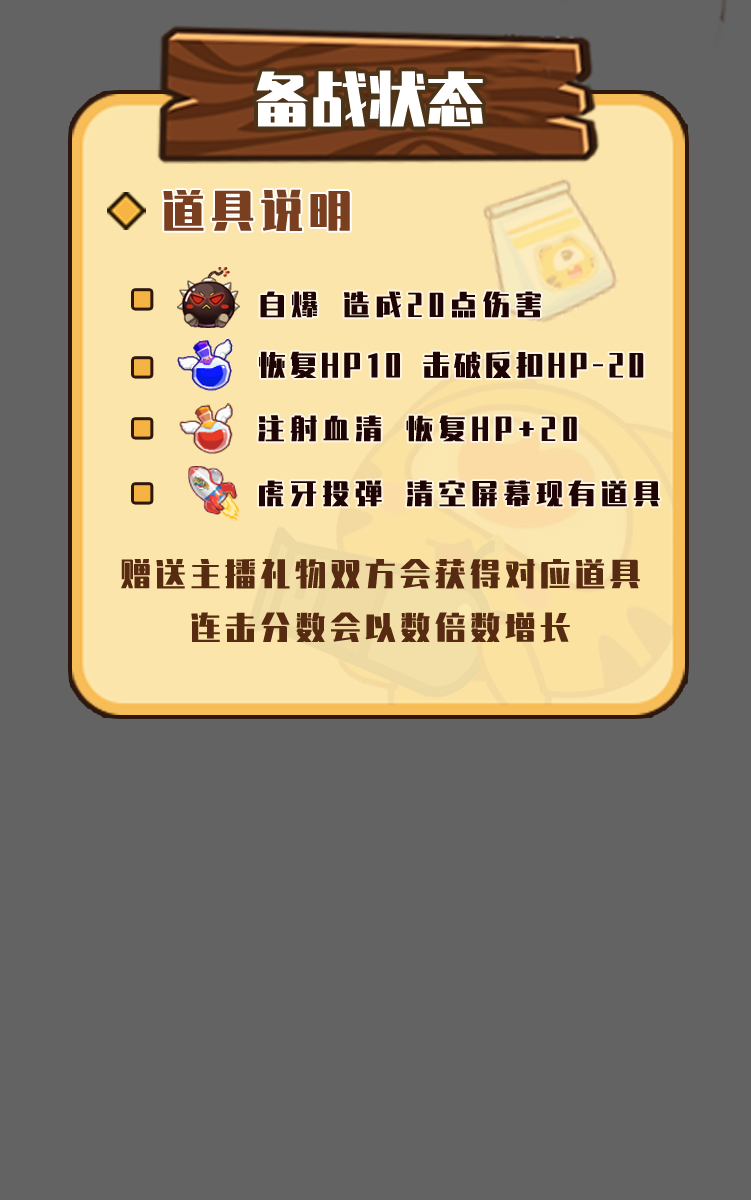 备战状态
道具说明
自爆 造成20点伤害
恢复HP10 击破反扣HP-20
注射血清 恢复HP+20
虎牙投弹 清空屏幕现有道具
赠送主播礼物双方会获得对应道具
连击分数会以数倍数增长